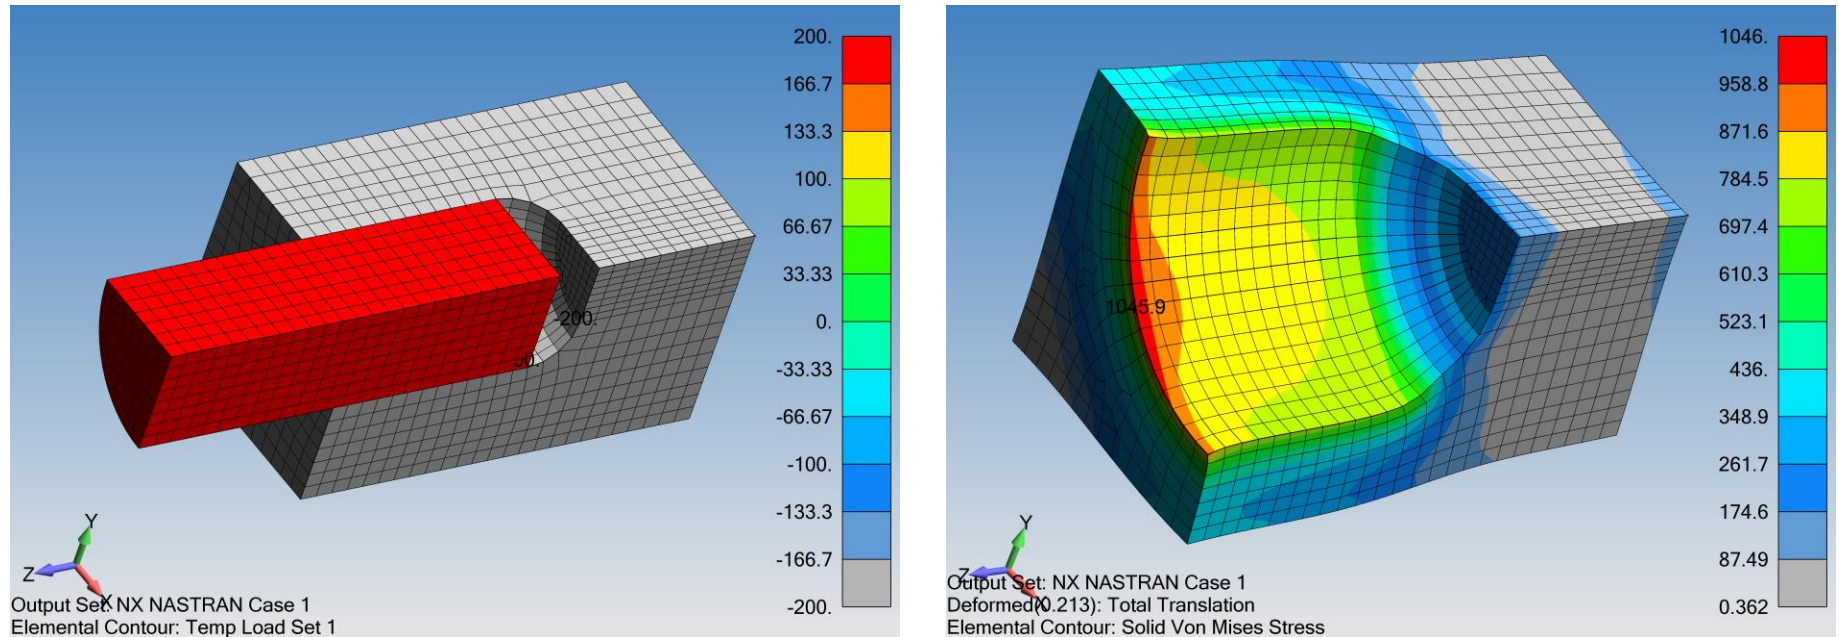 200.
166.7
133.3
100.
66.67
33.33
0.
-33.33
-66.67
-100.
-133.3
-166.7
-200.
-200.
Y
Z
X
Output Set: NX NASTRAN Case 1
Elemental Contour: Temp Load Set 1
1046.
958.8
871.6
784.5
697.4
610.3
523.1
436.
348.9
261.7
174.6
87.49
0.362
1045.9
Y
Z
X
Output Set: NX NASTRAN Case 1
Deformed(0.213): Total Translation
Elemental Contour: Solid Von Mises Stress